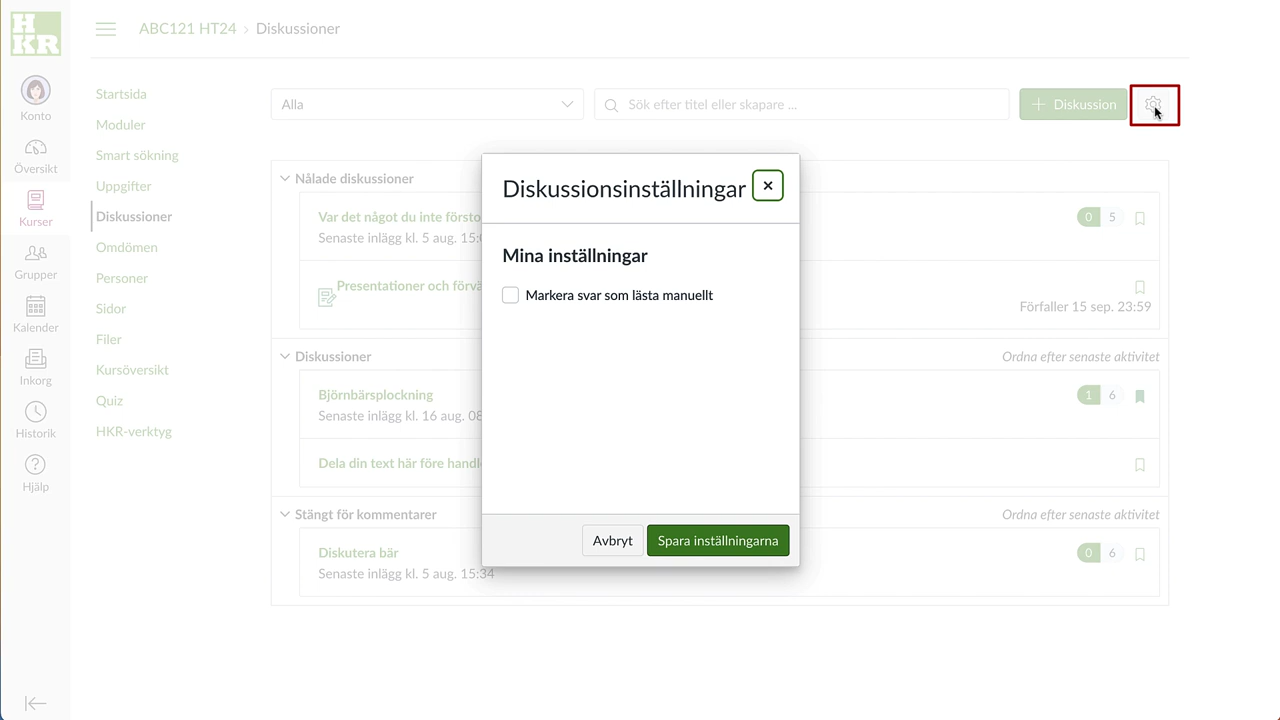 HKR
ABC121 HT24 › Diskussioner
Konto
Översikt
Kurser
Grupper
Kalender
Inkorg
Historik
Hjälp
Startsida
Moduler
Smart sökning
Uppgifter
Diskussioner
Omdömen
Personer
Sidor
Filer
Kursöversikt
Quiz
HKR-verktyg
Alla
Sök efter titel eller skapare ...
+ Diskussion
Nålade diskussioner
Var det något du inte försto
Senaste inlägg kl. 5 aug. 15:
0 5
Presentationer och förvä
Förfaller 15 sep. 23:59
Diskussioner
Ordna efter senaste aktivitet
Björnbärsplockning
Senaste inlägg kl. 16 aug. 08
1 6
Dela din text här före handl
Stängt för kommentarer
Ordna efter senaste aktivitet
Diskutera bär
Senaste inlägg kl. 5 aug. 15:34
0 6
Diskussionsinställningar
Mina inställningar
Markera svar som lästa manuellt
Avbryt
Spara inställningarna